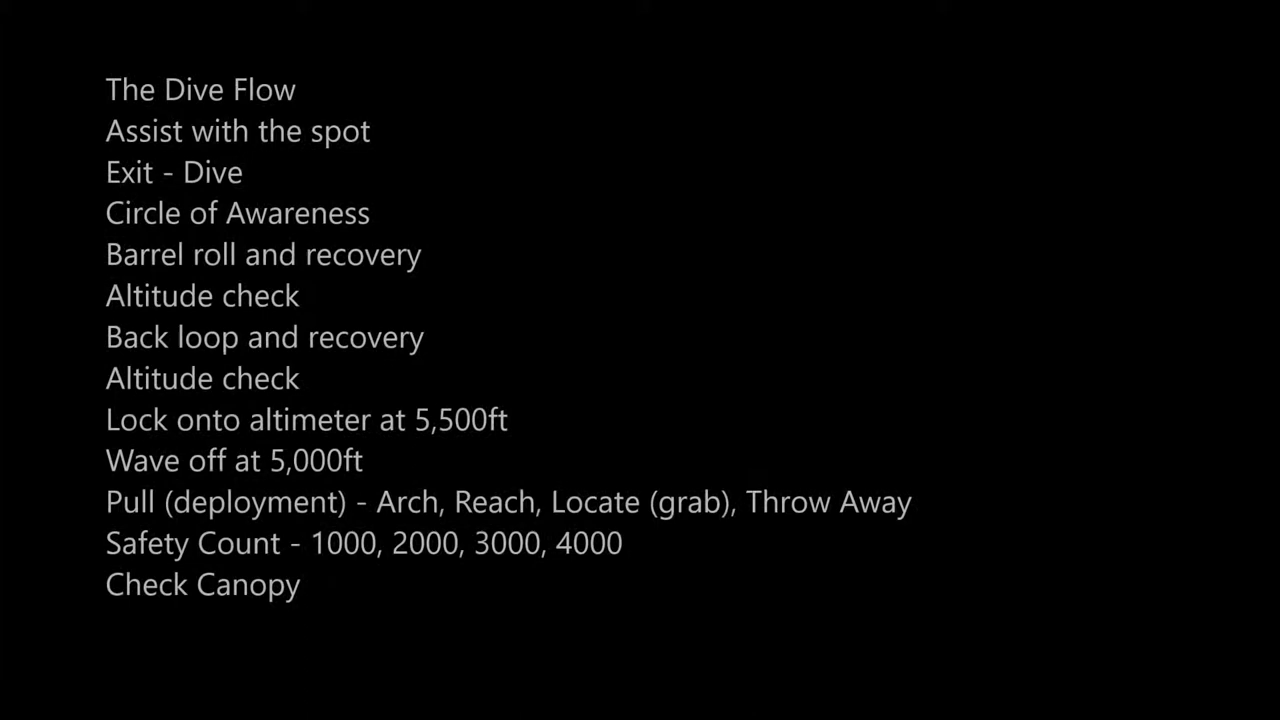 The Dive Flow
Assist with the spot
Exit - Dive
Circle of Awareness
Barrel roll and recovery
Altitude check
Back loop and recovery
Altitude check
Lock onto altimeter at 5,500ft
Wave off at 5,000ft
Pull (deployment) - Arch, Reach, Locate (grab), Throw Away
Safety Count - 1000, 2000, 3000, 4000
Check Canopy